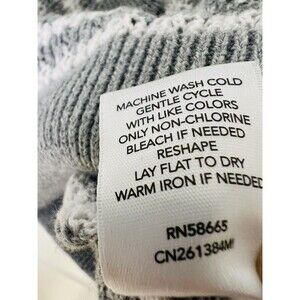 MACHINE WASH COLD
GENTLE CYCLE
WITH LIKE COLORS
ONLY NON-CHLORINE
BLEACH IF NEEDED
RESHAPE
LAY FLAT TO DRY
WARM IRON IF NEEDED
RN58665
CN261384M